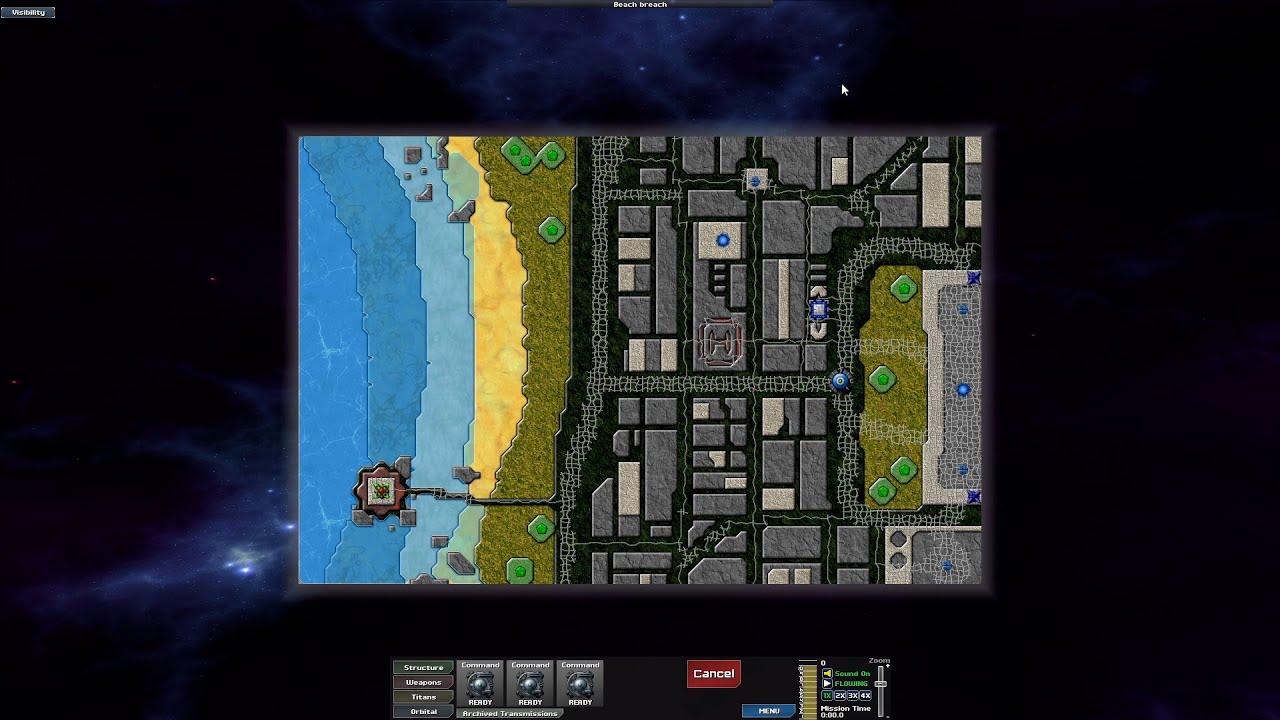 Visibility
Beach breach
Structure
Weapons
Titans
Orbital
Command
READY
Command
READY
Command
READY
Archived Transmissions
Cancel
MENU
0
Sound On
FLOWING
1X 2X 3X 4X
Mission Time
0:00.0
Zoom
+
-